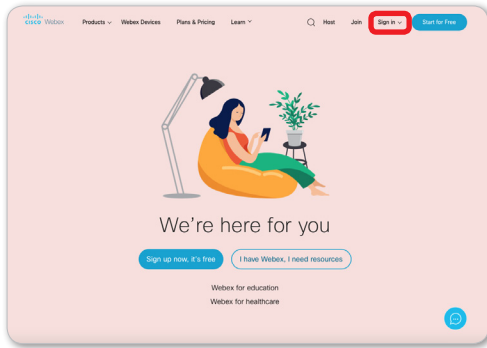 cisco Webex Products Webex Devices Plans & Pricing Learn Host Join Sign in Start for Free
We're here for you
Sign up now, it's free I have Webex, I need resources
Webex for education
Webex for healthcare